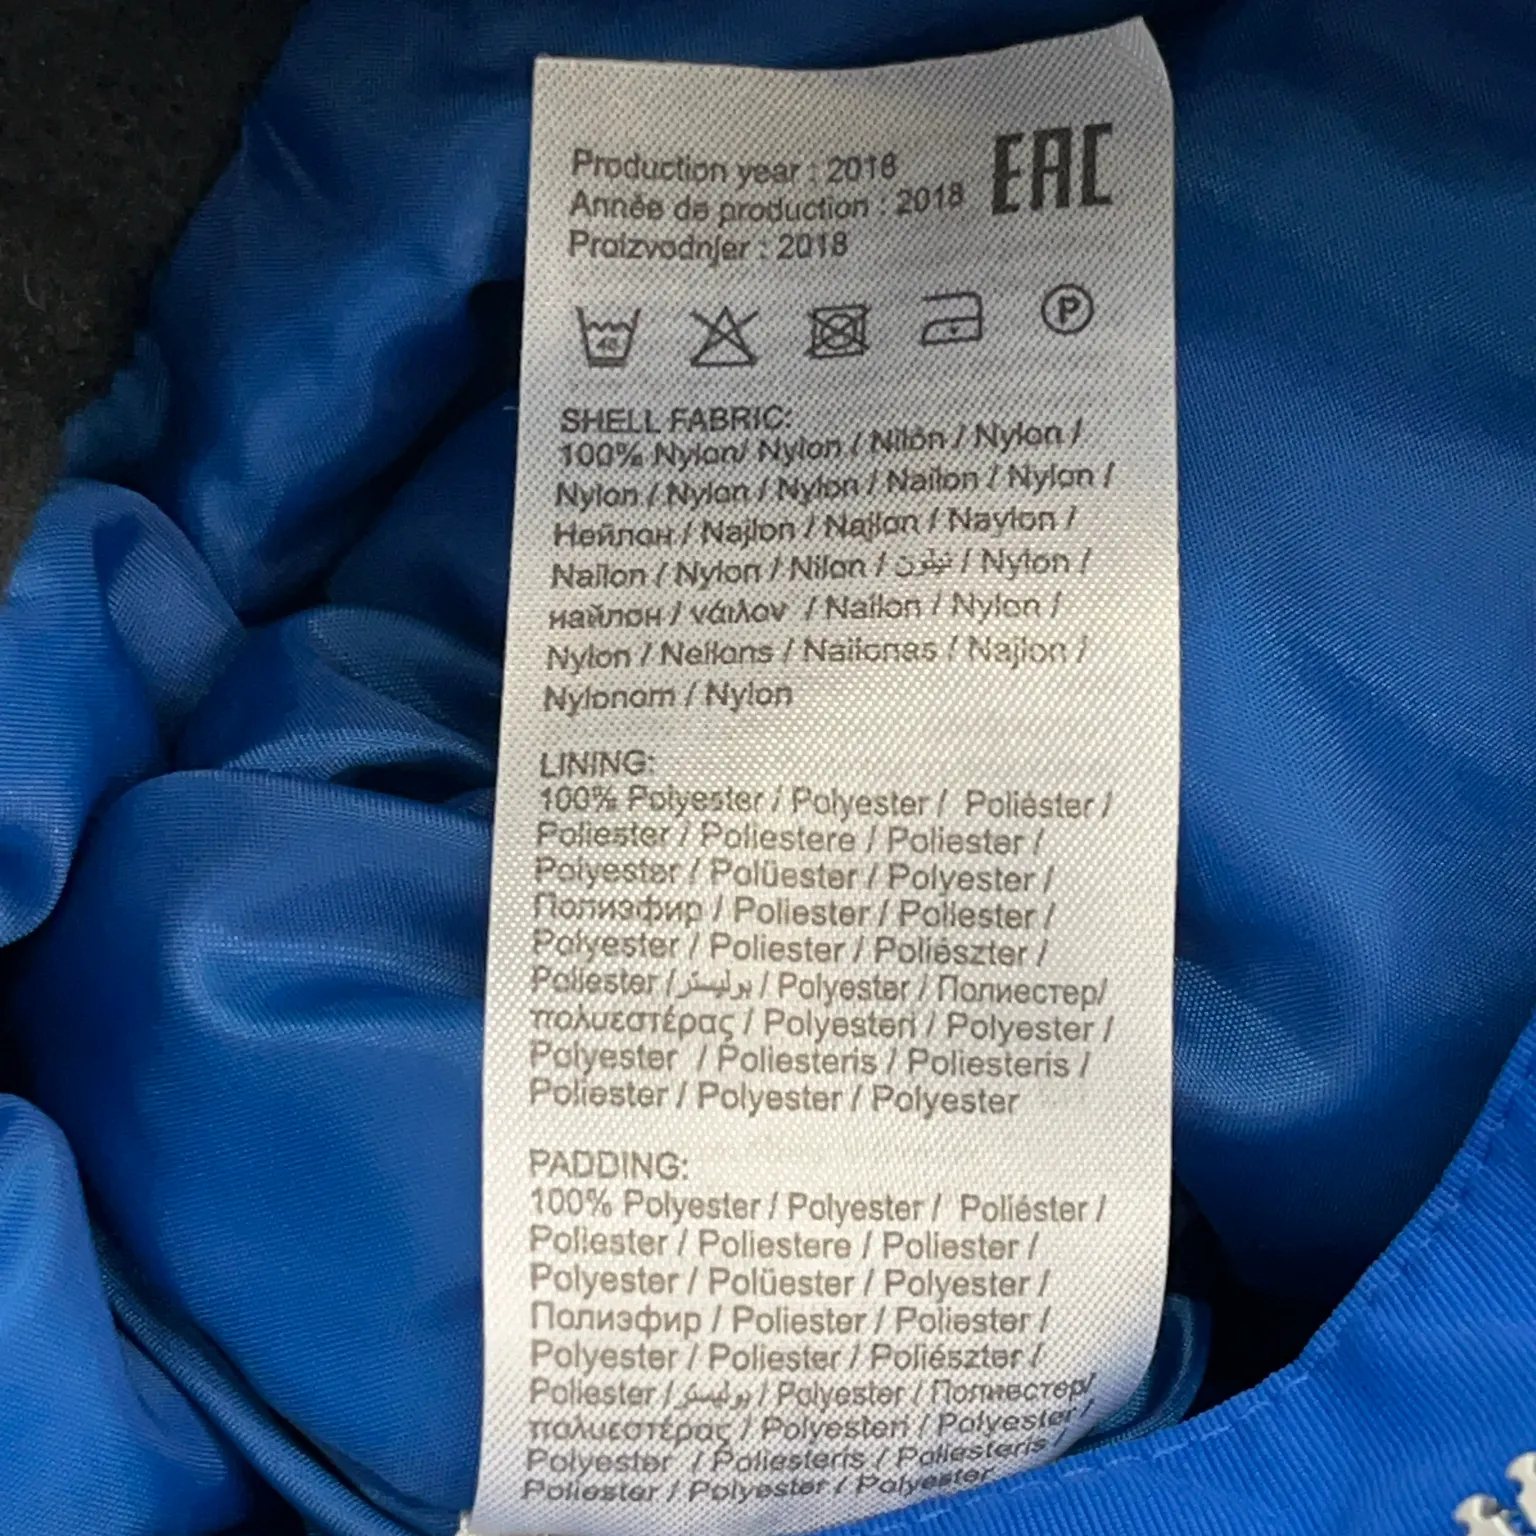 Production year : 2018
Année de production : 2018
Proizvodnjer : 2018
EAC
40
P
SHELL FABRIC:
100% Nylon/ Nylon / Nilón / Nylon /
Nylon / Nylon / Nylon / Nailon / Nylon /
Нейлон / Najlon / Najlon / Naylon /
Nailon / Nylon / Nilon / نيلون / Nylon /
найлон / νάιλον / Nailon / Nylon /
Nylon / Neilons / Nailonas / Najlon /
Nylonom / Nylon
LINING:
100% Polyester / Polyester / Poliéster /
Poliester / Poliestere / Poliester /
Polyester / Polüester / Polyester /
Полиэфир / Poliester / Poliester /
Polyester / Poliester / Poliészter /
Poliester / بوليستر / Polyester / Полиестер/
πολυεστέρας / Polyesteri / Polyester /
Polyester / Poliesteris / Poliesteris /
Poliester / Polyester / Polyester
PADDING:
100% Polyester / Polyester / Poliéster /
Poliester / Poliestere / Poliester /
Polyester / Polüester / Polyester /
Полиэфир / Poliester / Poliester /
Polyester / Poliester / Poliészter /
Poliester / بوليستر / Polyester / Полиестер/
πολυεστέρας / Polyesteri / Polyester /
Polyester / Poliesteris / Poliesteris /
Poliester / Polyester / Polyester